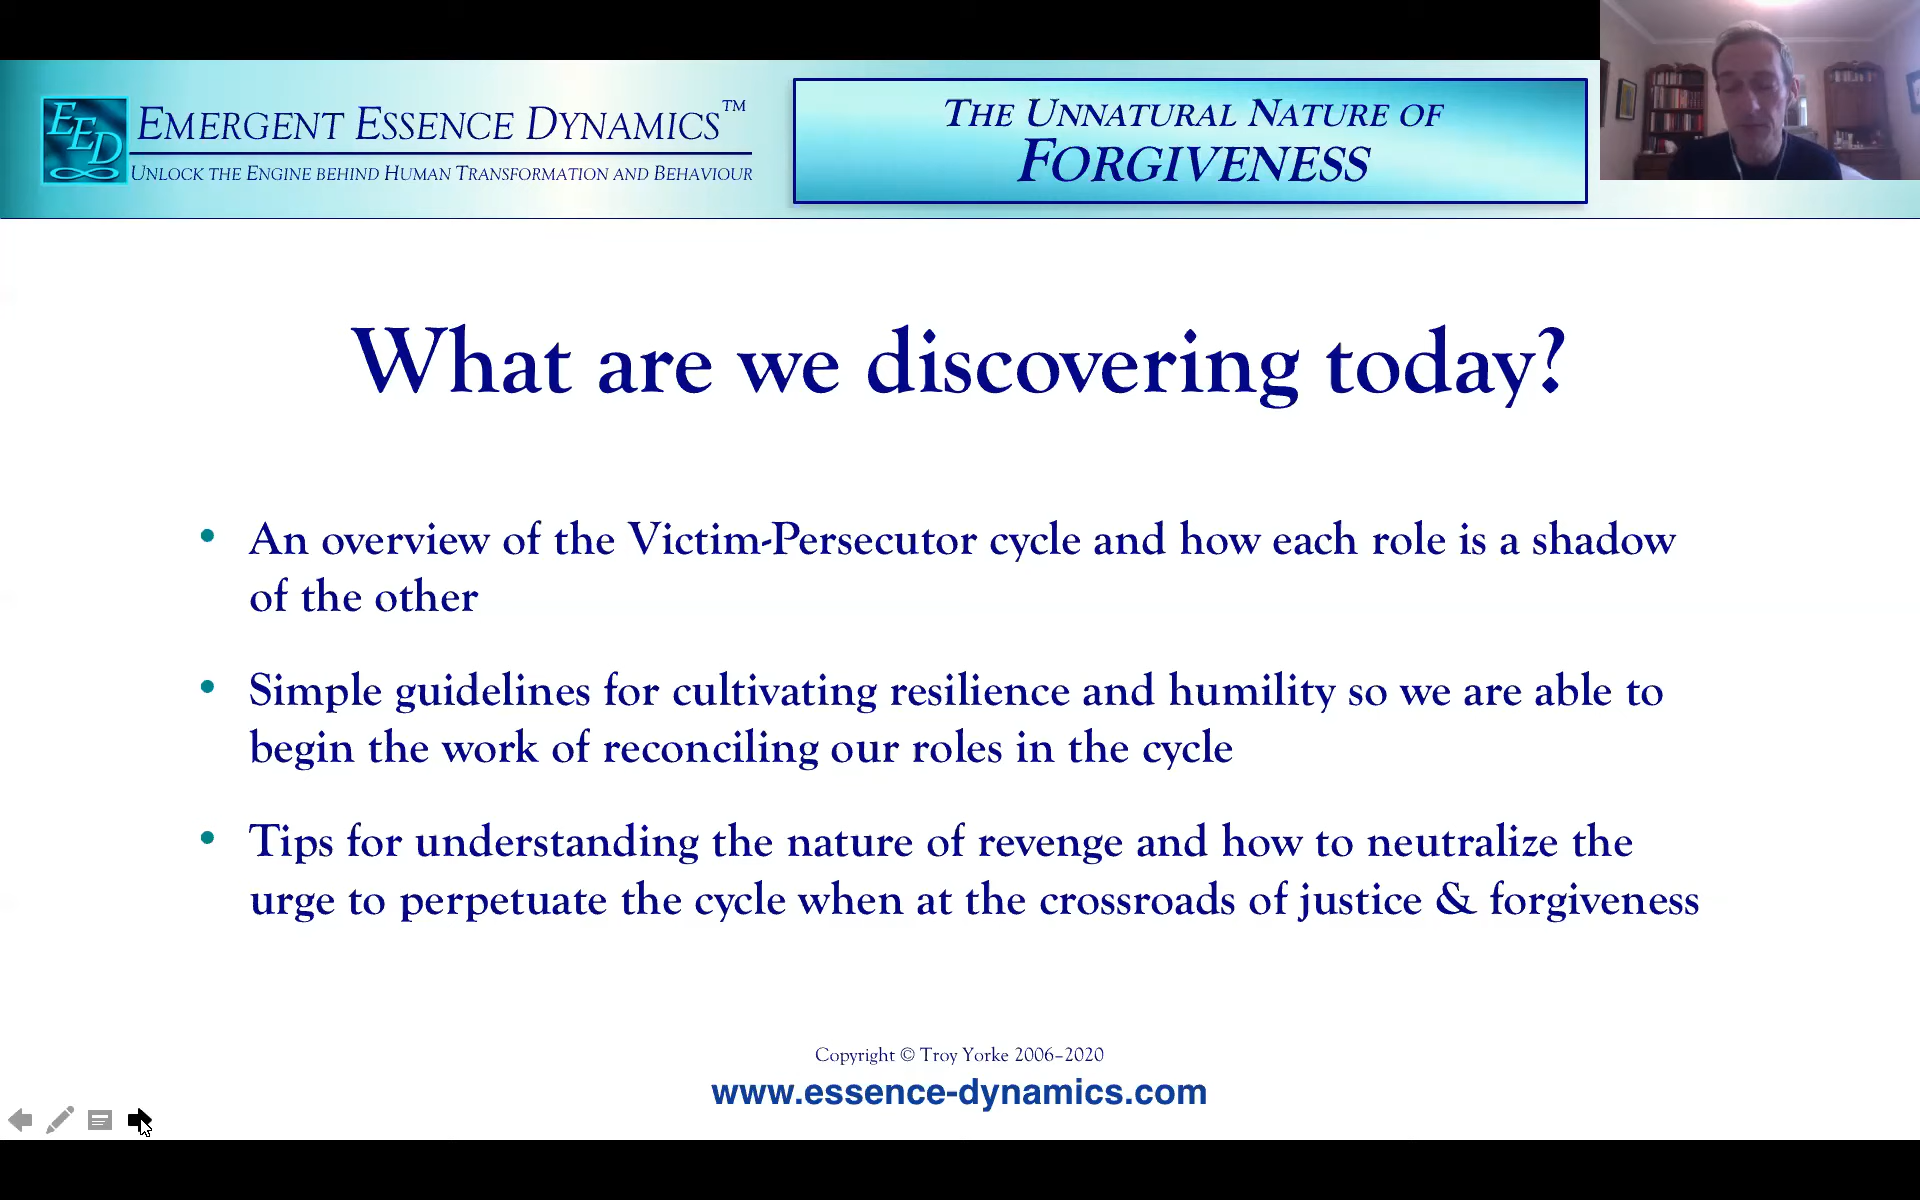 EED
EMERGENT ESSENCE DYNAMICS™
UNLOCK THE ENGINE BEHIND HUMAN TRANSFORMATION AND BEHAVIOUR
THE UNNATURAL NATURE OF
FORGIVENESS
What are we discovering today?
• An overview of the Victim-Persecutor cycle and how each role is a shadow
of the other
• Simple guidelines for cultivating resilience and humility so we are able to
begin the work of reconciling our roles in the cycle
• Tips for understanding the nature of revenge and how to neutralize the
urge to perpetuate the cycle when at the crossroads of justice & forgiveness
Copyright © Troy Yorke 2006–2020
www.essence-dynamics.com